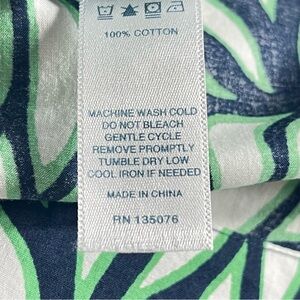 100% COTTON
MACHINE WASH COLD
DO NOT BLEACH
GENTLE CYCLE
REMOVE PROMPTLY
TUMBLE DRY LOW
COOL IRON IF NEEDED
MADE IN CHINA
RN 135076